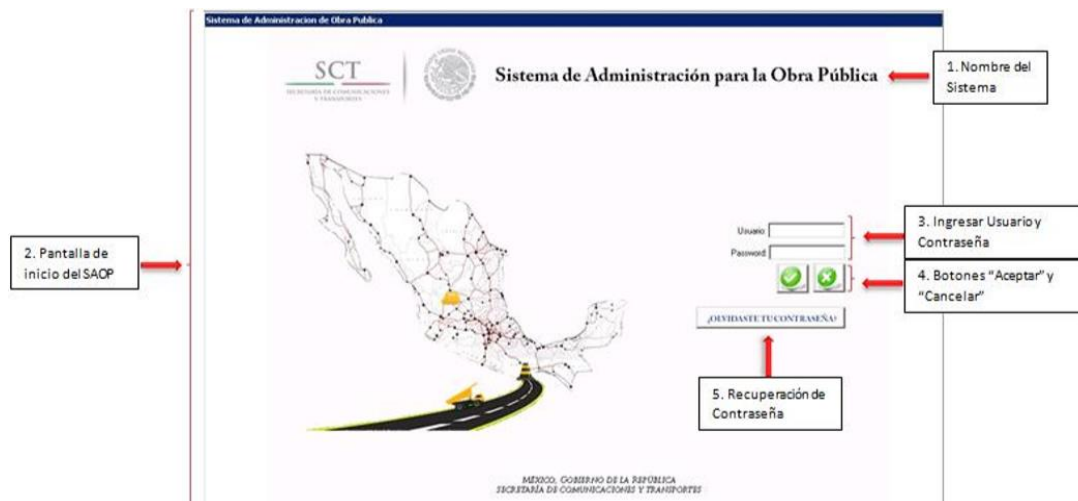 Sistema de Administracion de Obra Publica
SCT
SECRETARÍA DE COMUNICACIONES
Y TRANSPORTES
Sistema de Administración para la Obra Pública
1. Nombre del
Sistema
2. Pantalla de
inicio del SAOP
Usuario
Password
3. Ingresar Usuario y
Contraseña
4. Botones “Aceptar” y
“Cancelar”
¡OLVIDASTE TU CONTRASEÑA!
5. Recuperación de
Contraseña
MÉXICO, GOBIERNO DE LA REPÚBLICA
SECRETARÍA DE COMUNICACIONES Y TRANSPORTES